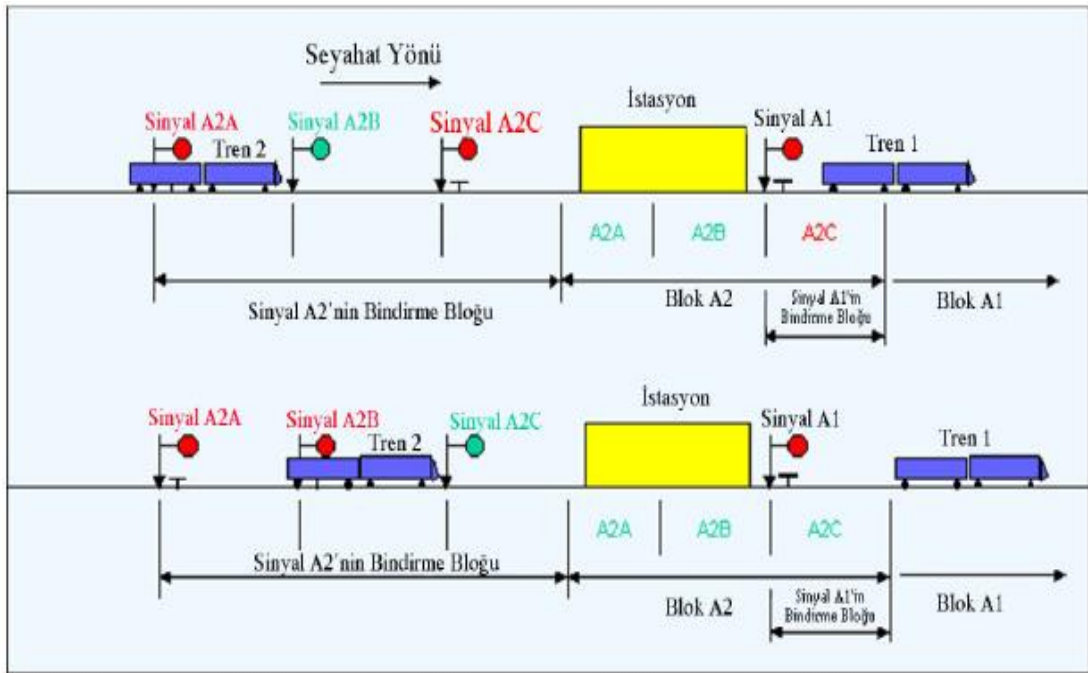 Seyahat Yönü
İstasyon
Sinyal A2A
Sinyal A2B
Sinyal A2C
Sinyal A1
Tren 2
Tren 1
A2A
A2B
A2C
Sinyal A2'nin Bindirme Bloğu
Blok A2
Sinyal A1'in
Bindirme Bloğu
Blok A1
İstasyon
Sinyal A2A
Sinyal A2B
Sinyal A2C
Sinyal A1
Tren 2
Tren 1
A2A
A2B
A2C
Sinyal A2'nin Bindirme Bloğu
Blok A2
Sinyal A1'in
Bindirme Bloğu
Blok A1